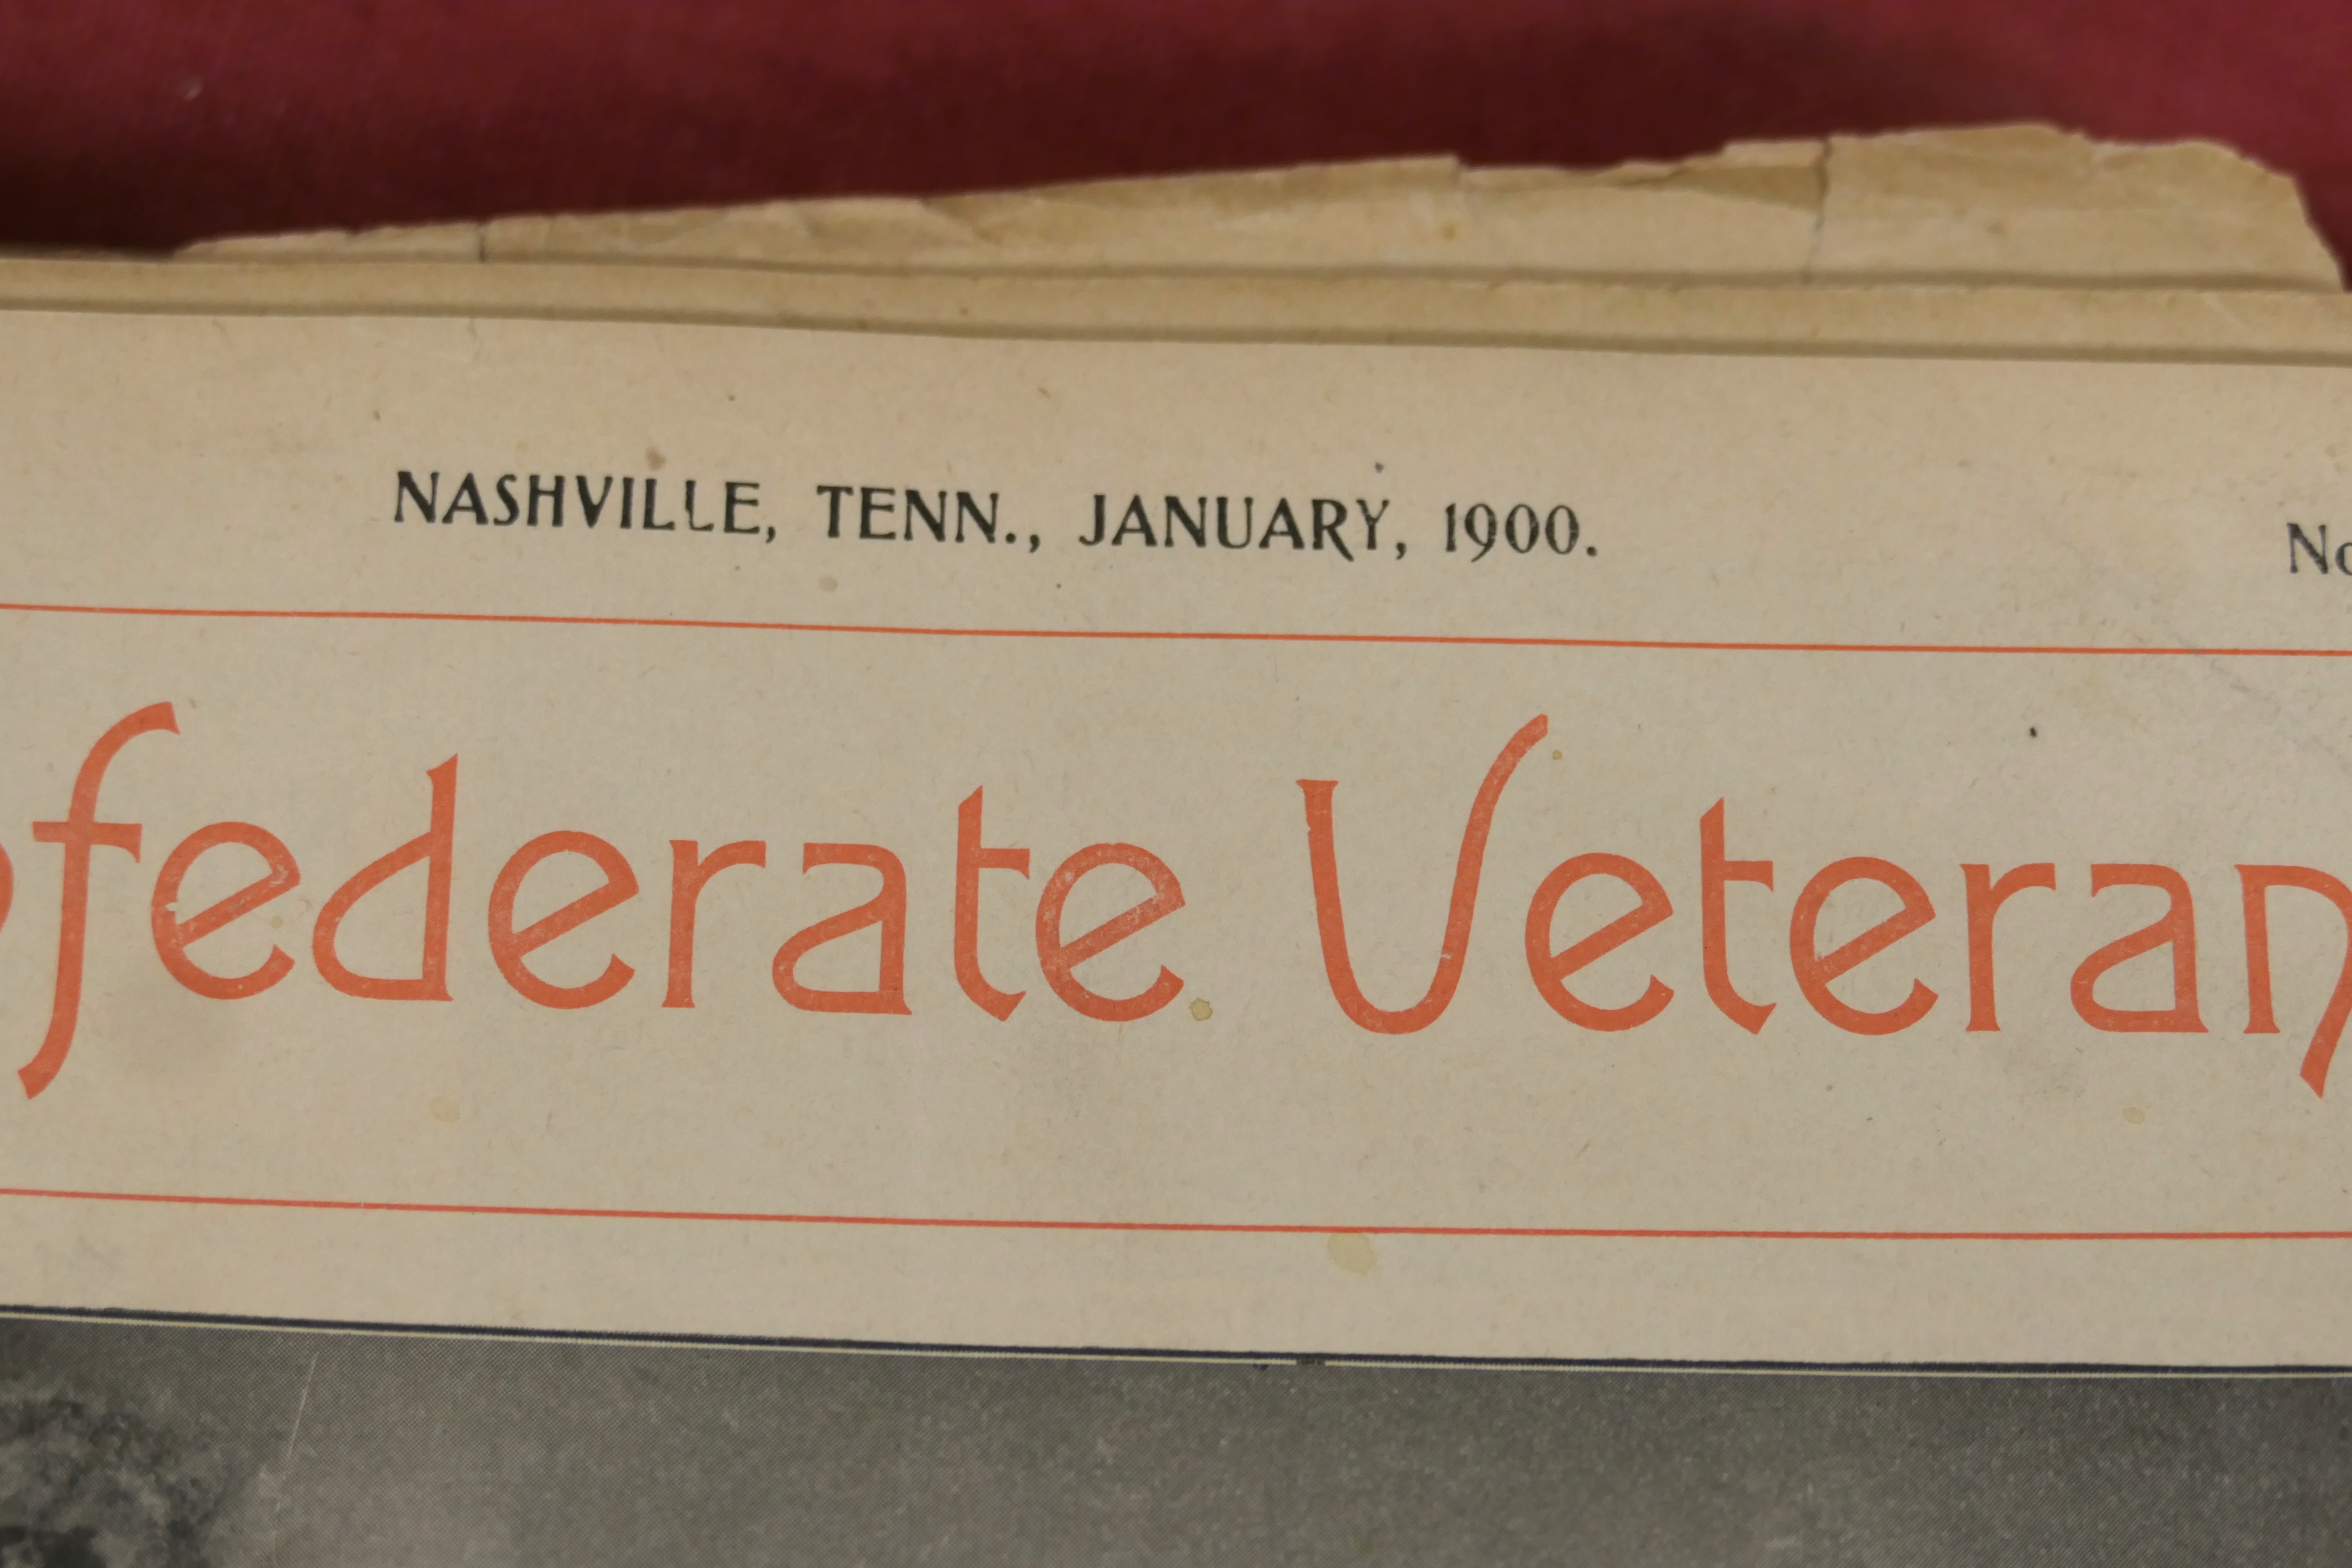 NASHVILLE, TENN., JANUARY, 1900.
federate Veteran